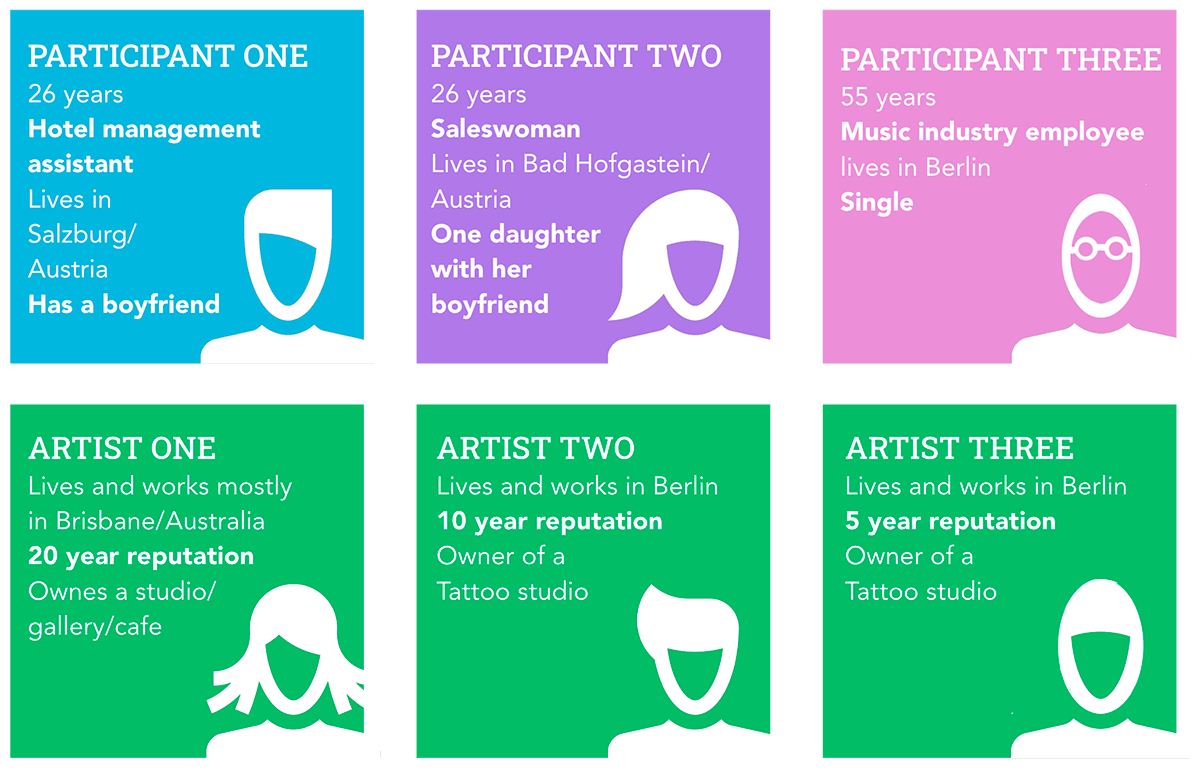 PARTICIPANT ONE
26 years
Hotel management
assistant
Lives in
Salzburg/
Austria
Has a boyfriend
PARTICIPANT TWO
26 years
Saleswoman
Lives in Bad Hofgastein/
Austria
One daughter
with her
boyfriend
PARTICIPANT THREE
55 years
Music industry employee
lives in Berlin
Single
ARTIST ONE
Lives and works mostly
in Brisbane/Australia
20 year reputation
Ownes a studio/
gallery/cafe
ARTIST TWO
Lives and works in Berlin
10 year reputation
Owner of a
Tattoo studio
ARTIST THREE
Lives and works in Berlin
5 year reputation
Owner of a
Tattoo studio